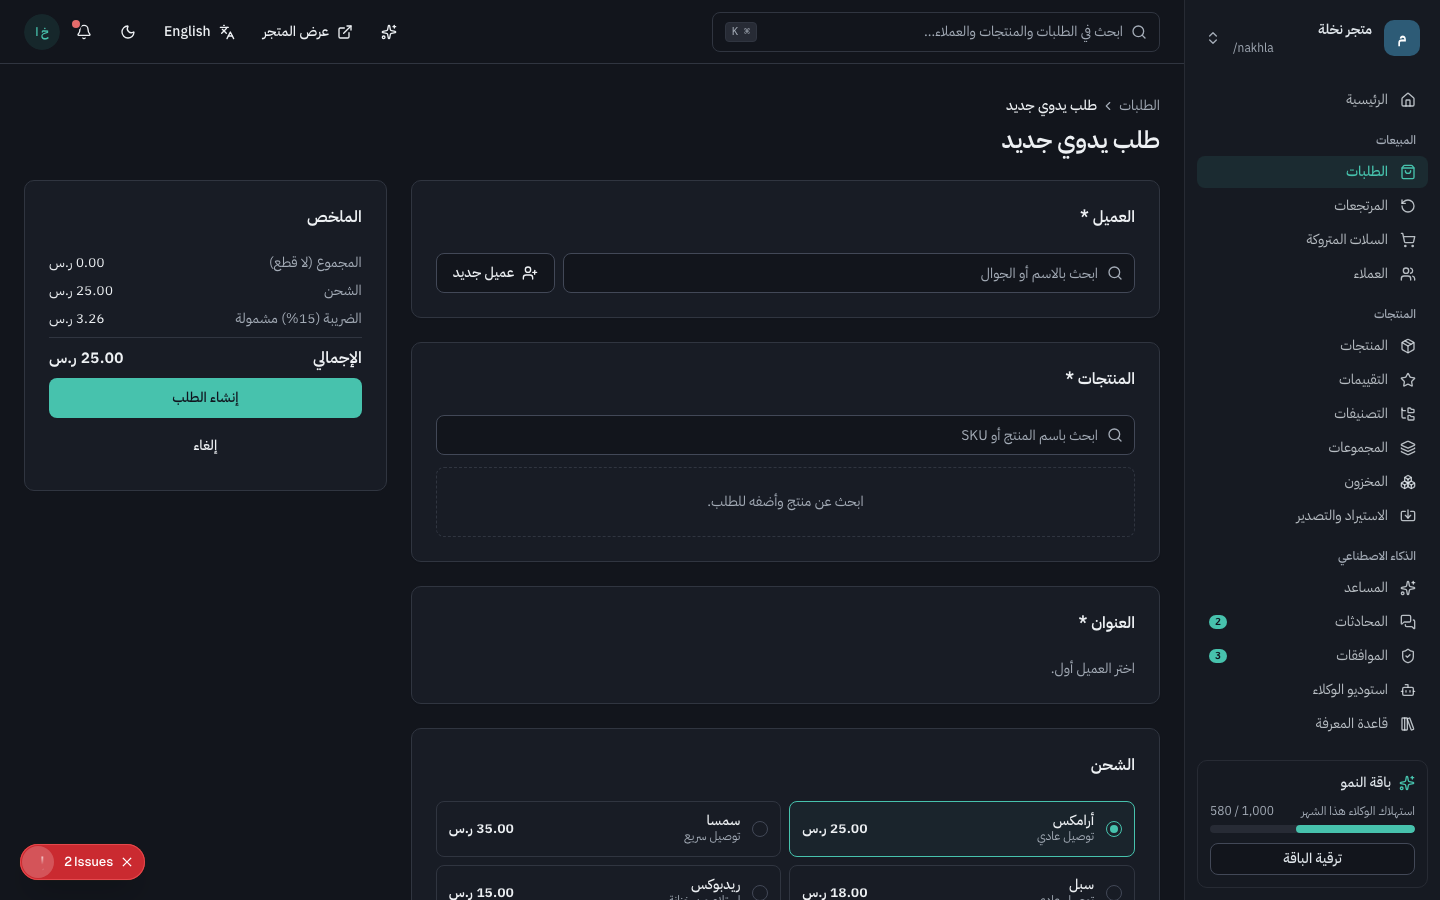 متجر نخلة
/nakhla
م
الرئيسية
المبيعات
الطلبات
المرتجعات
السلات المتروكة
العملاء
المنتجات
المنتجات
التقييمات
التصنيفات
المجموعات
المخزون
الاستيراد والتصدير
الذكاء الاصطناعي
المساعد
المحادثات 2
الموافقات 3
استوديو الوكلاء
قاعدة المعرفة
باقة النمو
استهلاك الوكلاء هذا الشهر 580 / 1,000
ترقية الباقة
ابحث في الطلبات والمنتجات والعملاء... ⌘ K
عرض المتجر
English
خ ا
الطلبات › طلب يدوي جديد
طلب يدوي جديد
العميل *
ابحث بالاسم أو الجوال
عميل جديد
المنتجات *
ابحث باسم المنتج أو SKU
ابحث عن منتج وأضفه للطلب.
العنوان *
اختر العميل أول.
الشحن
أرامكس
توصيل عادي
25.00 ر.س
سمسا
توصيل سريع
35.00 ر.س
سبل
18.00 ر.س
ريدبوكس
15.00 ر.س
الملخص
المجموع (لا قطع) 0.00 ر.س
الشحن 25.00 ر.س
الضريبة (15%) مشمولة 3.26 ر.س
الإجمالي 25.00 ر.س
إنشاء الطلب
إلغاء
2 Issues